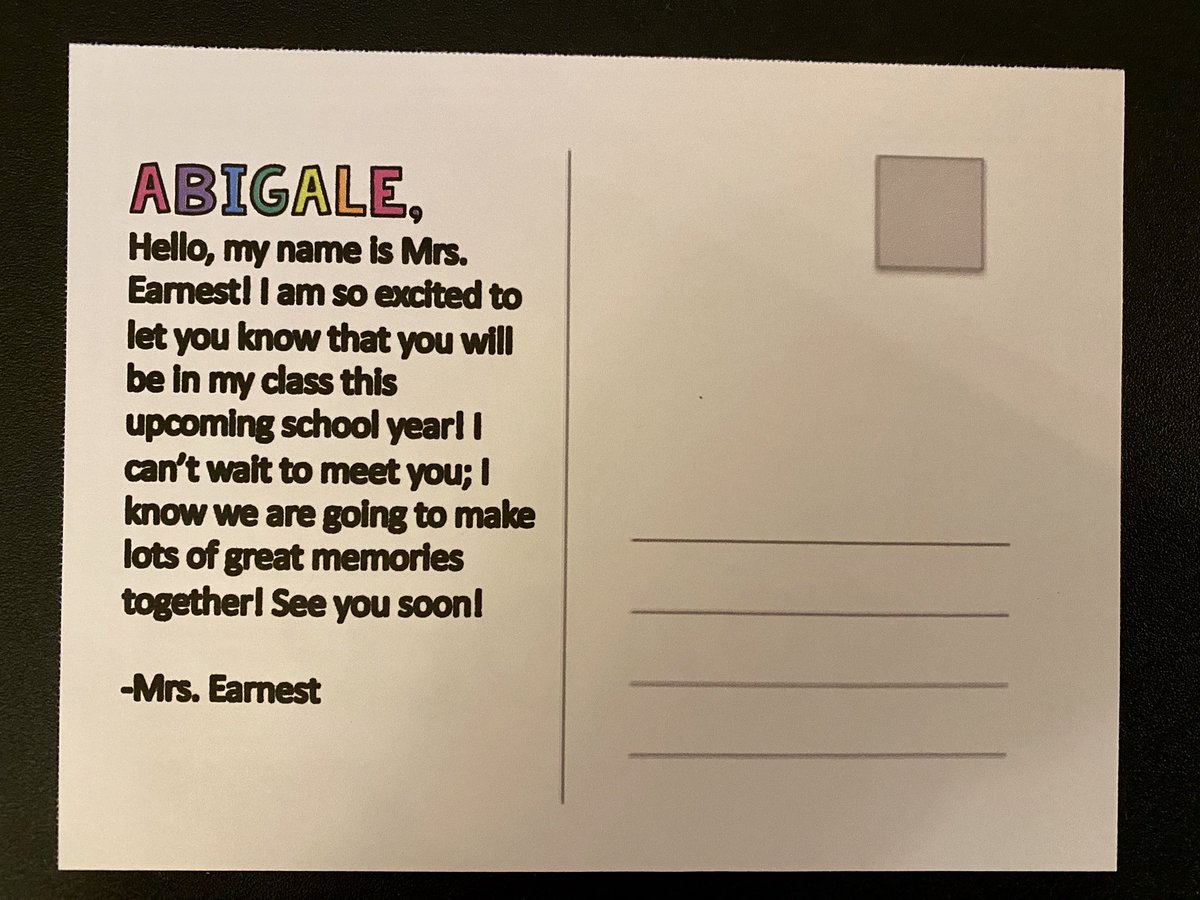 ABIGALE,
Hello, my name is Mrs.
Earnest! I am so excited to
let you know that you will
be in my class this
upcoming school year! I
can't wait to meet you; I
know we are going to make
lots of great memories
together! See you soon!
-Mrs. Earnest